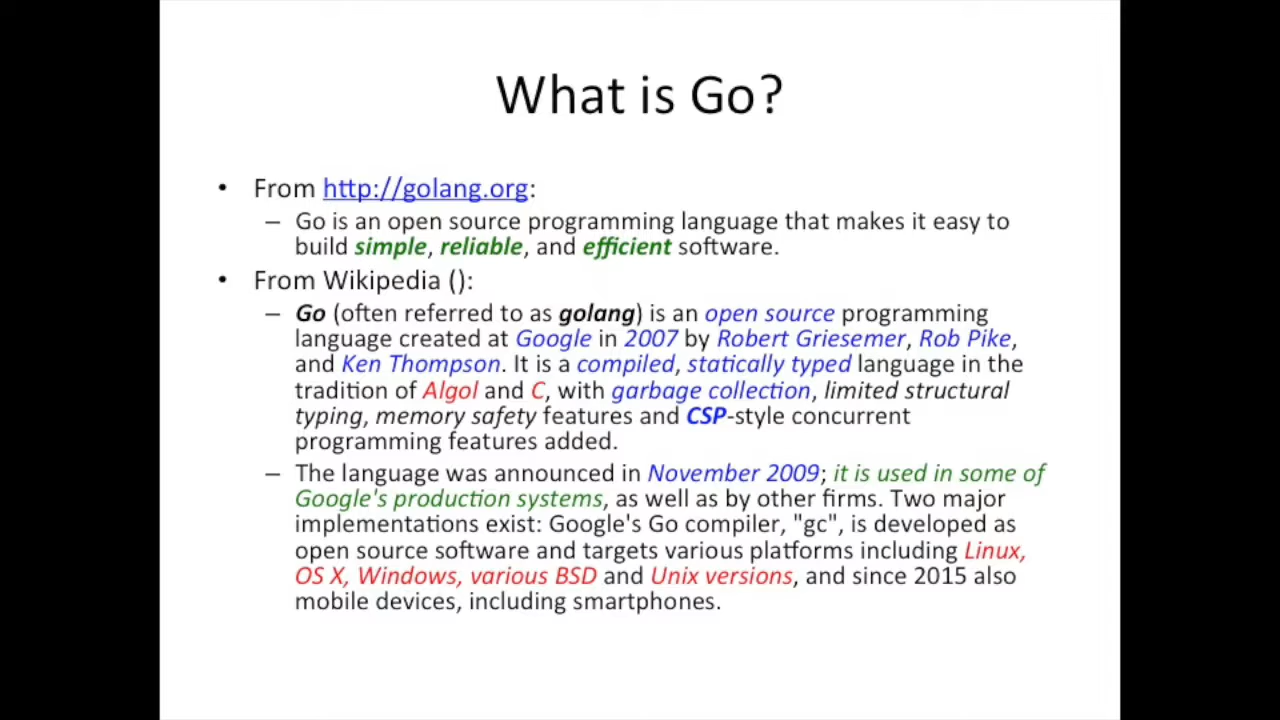 What is Go?
• From http://golang.org:
– Go is an open source programming language that makes it easy to
build simple, reliable, and efficient software.
• From Wikipedia ():
– Go (often referred to as golang) is an open source programming
language created at Google in 2007 by Robert Griesemer, Rob Pike,
and Ken Thompson. It is a compiled, statically typed language in the
tradition of Algol and C, with garbage collection, limited structural
typing, memory safety features and CSP-style concurrent
programming features added.
– The language was announced in November 2009; it is used in some of
Google's production systems, as well as by other firms. Two major
implementations exist: Google's Go compiler, "gc", is developed as
open source software and targets various platforms including Linux,
OS X, Windows, various BSD and Unix versions, and since 2015 also
mobile devices, including smartphones.